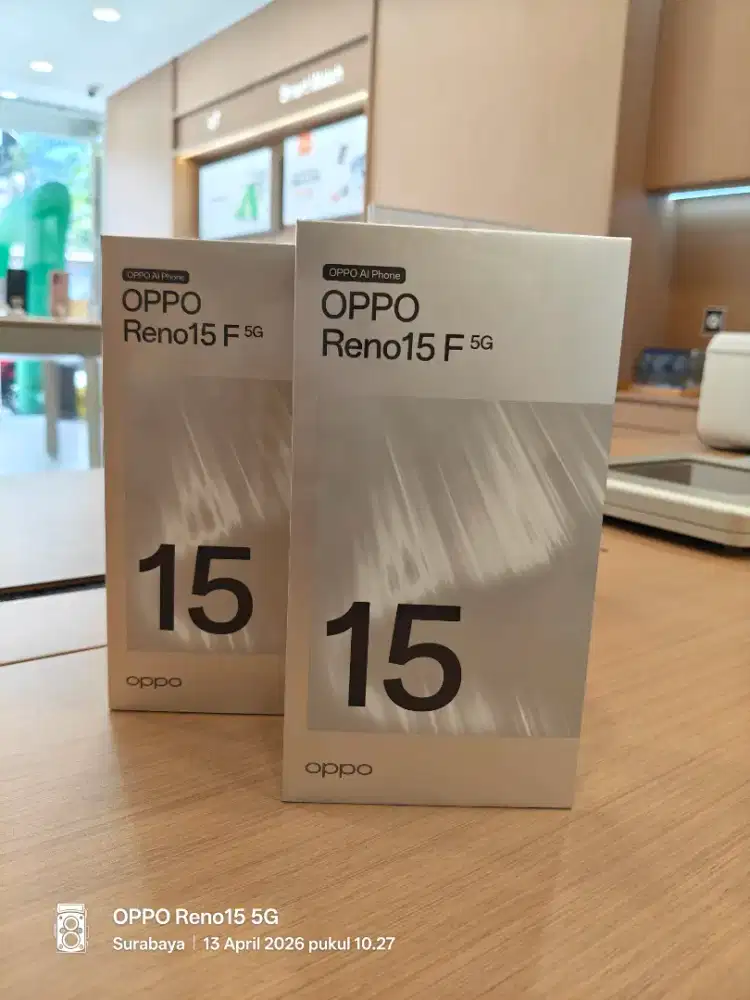 OPPO AI Phone
OPPO
Reno15 F 5G
15
oppo
OPPO AI Phone
OPPO
Reno15 F 5G
15
oppo
OPPO Reno15 5G
Surabaya | 13 April 2026 pukul 10.27